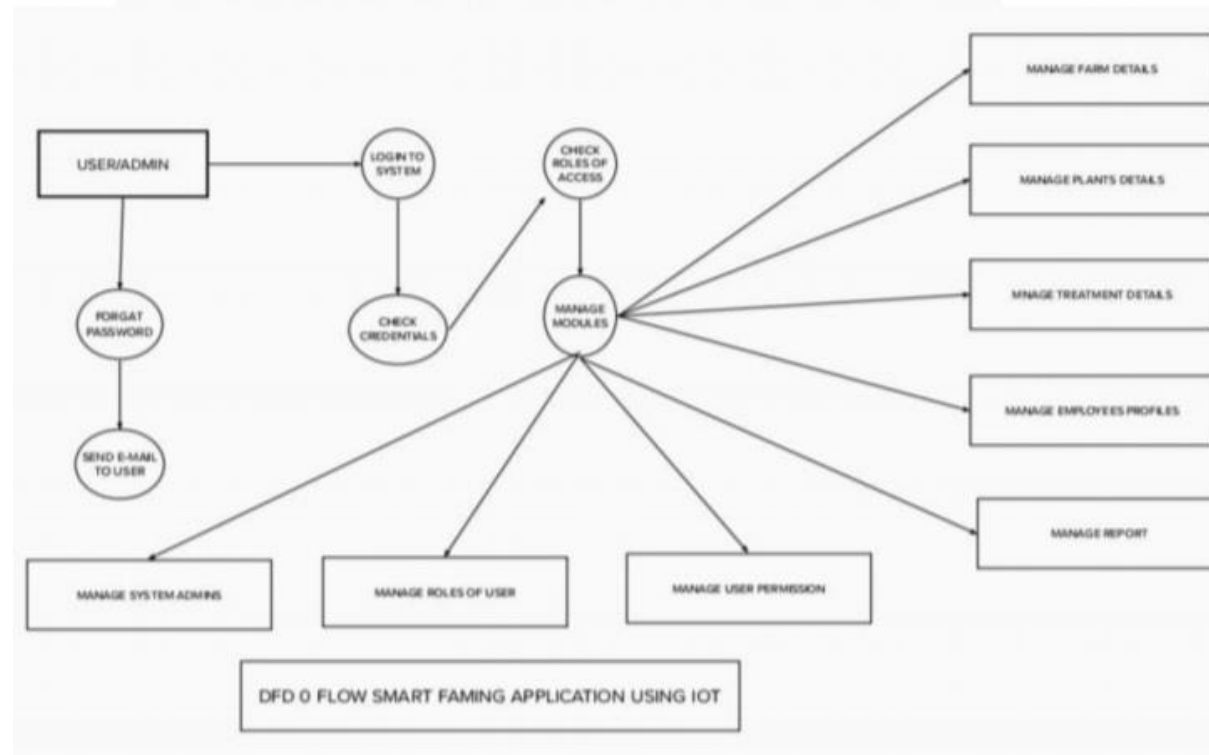 MANAGE FARM DETAILS
USER/ADMIN
LOGIN TO
SYSTEM
CHECK
ROLES OF
ACCESS
MANAGE PLANTS DETAILS
FORGAT
PASSWORD
CHECK
CREDENTIALS
MANAGE
MODULES
MNAGE TREATMENT DETAILS
MANAGE EMPLOYEES PROFILES
SEND E-MAIL
TO USER
MANAGE REPORT
MANAGE SYSTEM ADMINS
MANAGE ROLES OF USER
MANAGE USER PERMISSION
DFD 0 FLOW SMART FAMING APPLICATION USING IOT